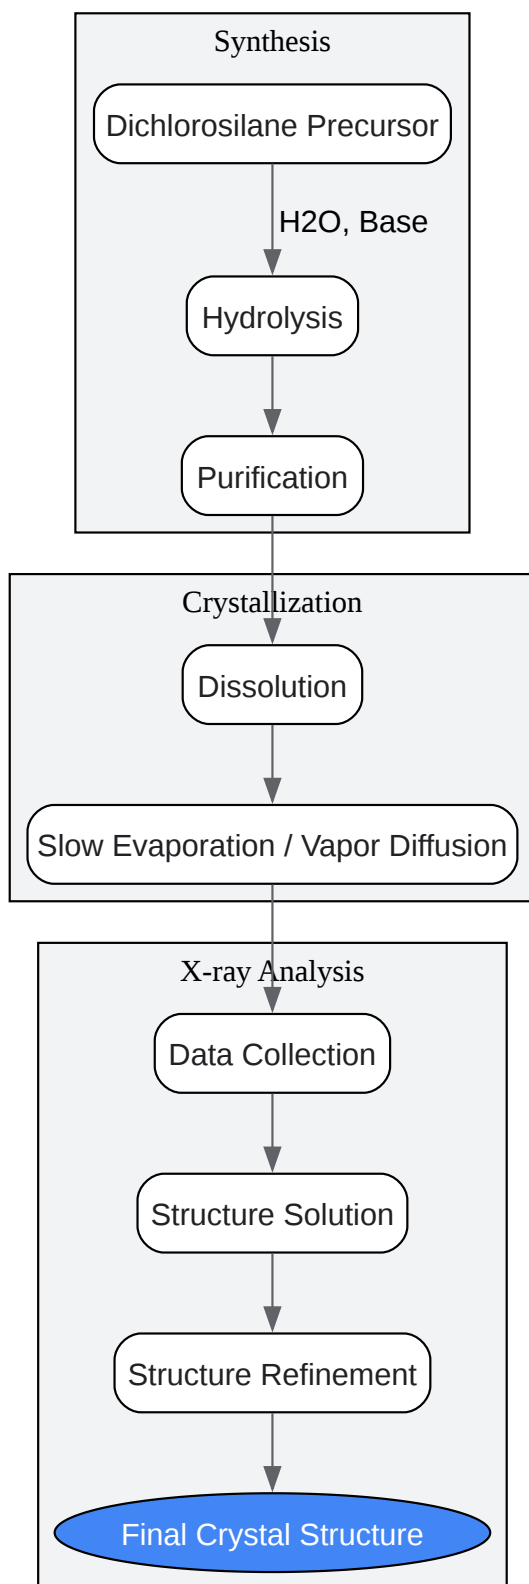 Synthesis
Dichlorosilane Precursor
H2O, Base
Hydrolysis
Purification
Crystallization
Dissolution
Slow Evaporation / Vapor Diffusion
X-ray Analysis
Data Collection
Structure Solution
Structure Refinement
Final Crystal Structure